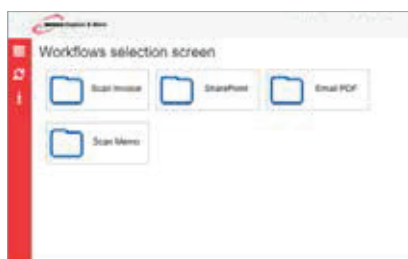 Workflows selection screen
Scan Invoice
SharePoint
Email PDF
Scan Memo